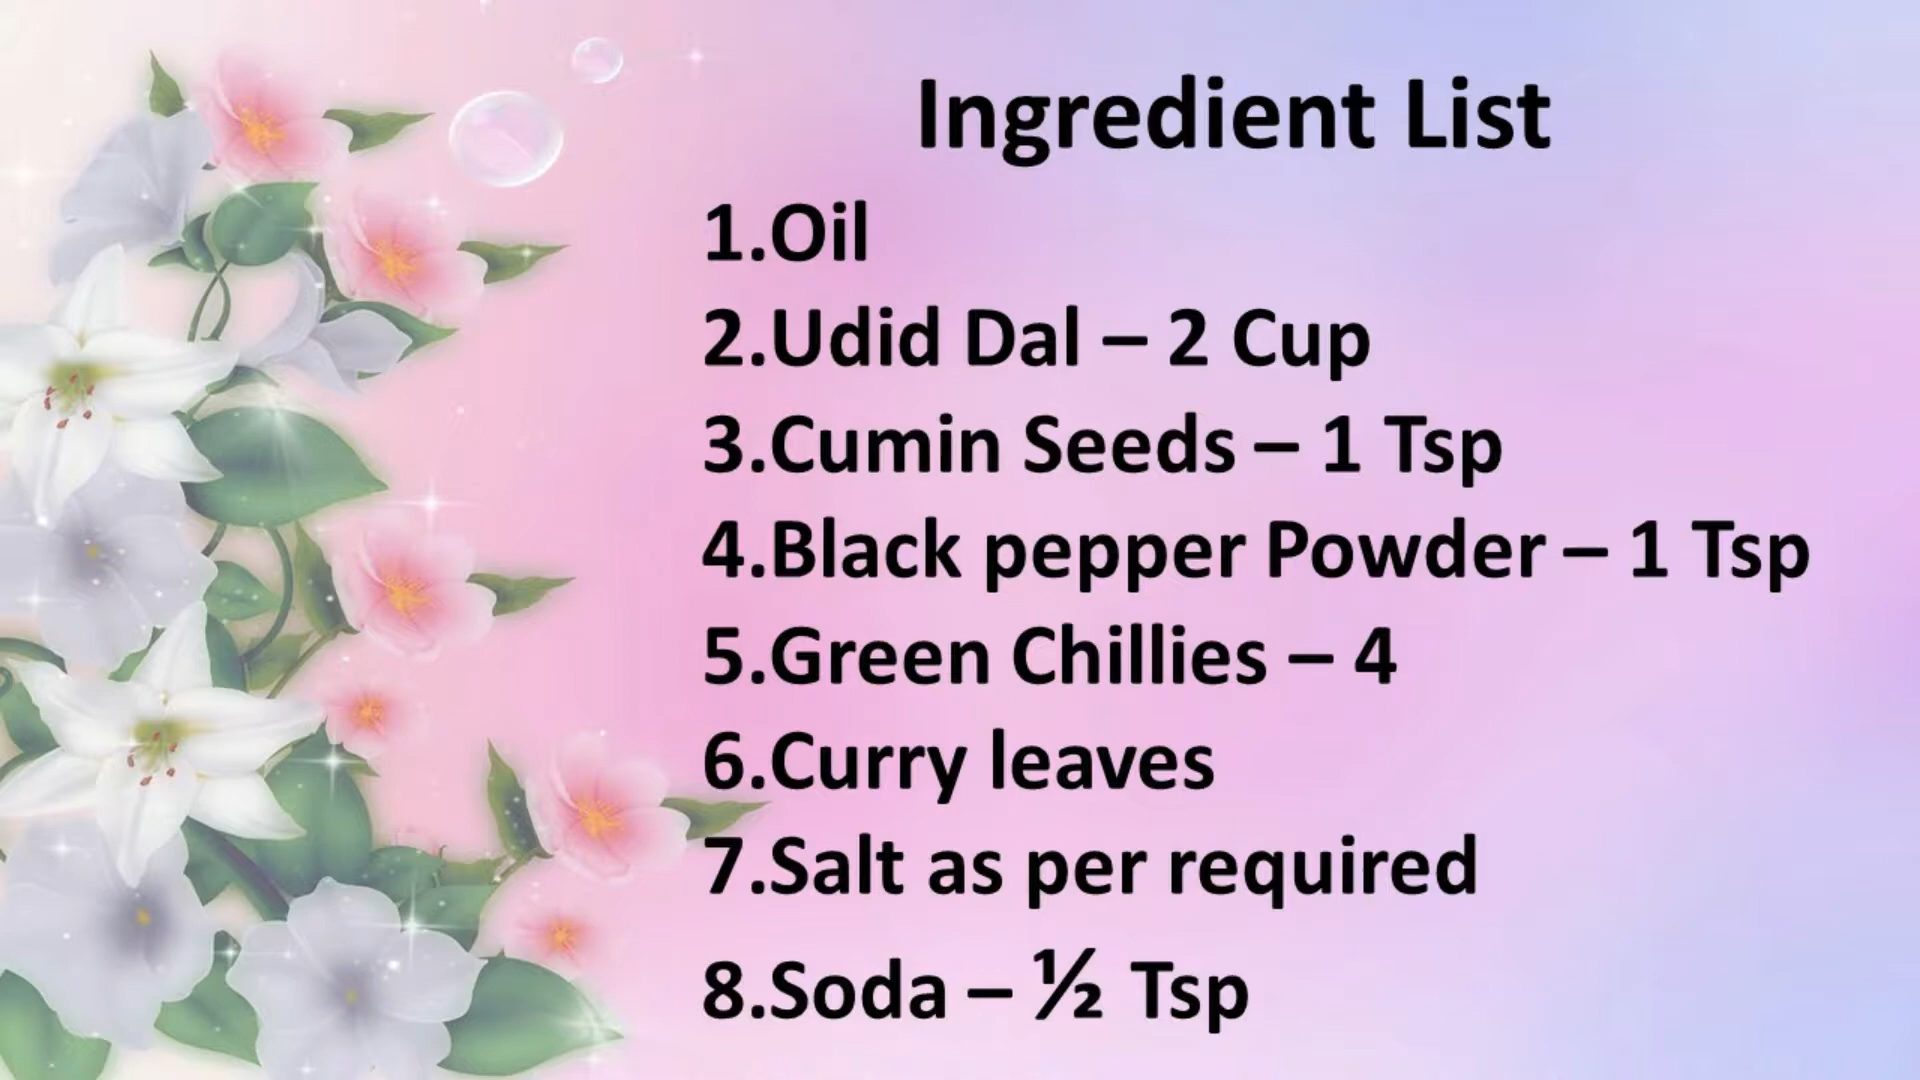 Ingredient List
1.Oil
2.Udid Dal – 2 Cup
3.Cumin Seeds – 1 Tsp
4.Black pepper Powder – 1 Tsp
5.Green Chillies – 4
6.Curry leaves
7.Salt as per required
8.Soda – ½ Tsp